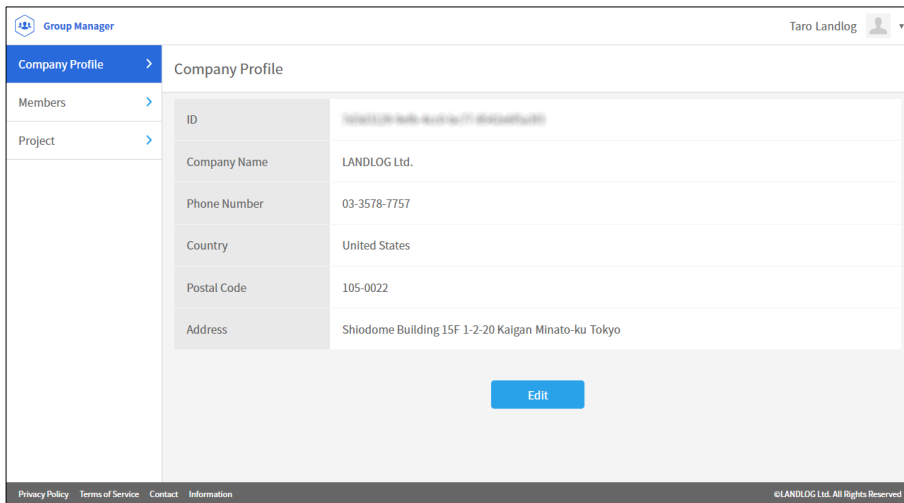 Group Manager
Taro Landlog
Company Profile
Members
Project
Company Profile
ID
Company Name LANDLOG Ltd.
Phone Number 03-3578-7757
Country United States
Postal Code 105-0022
Address Shiodome Building 15F 1-2-20 Kaigan Minato-ku Tokyo
Edit
Privacy Policy Terms of Service Contact Information ©LANDLOG Ltd. All Rights Reserved